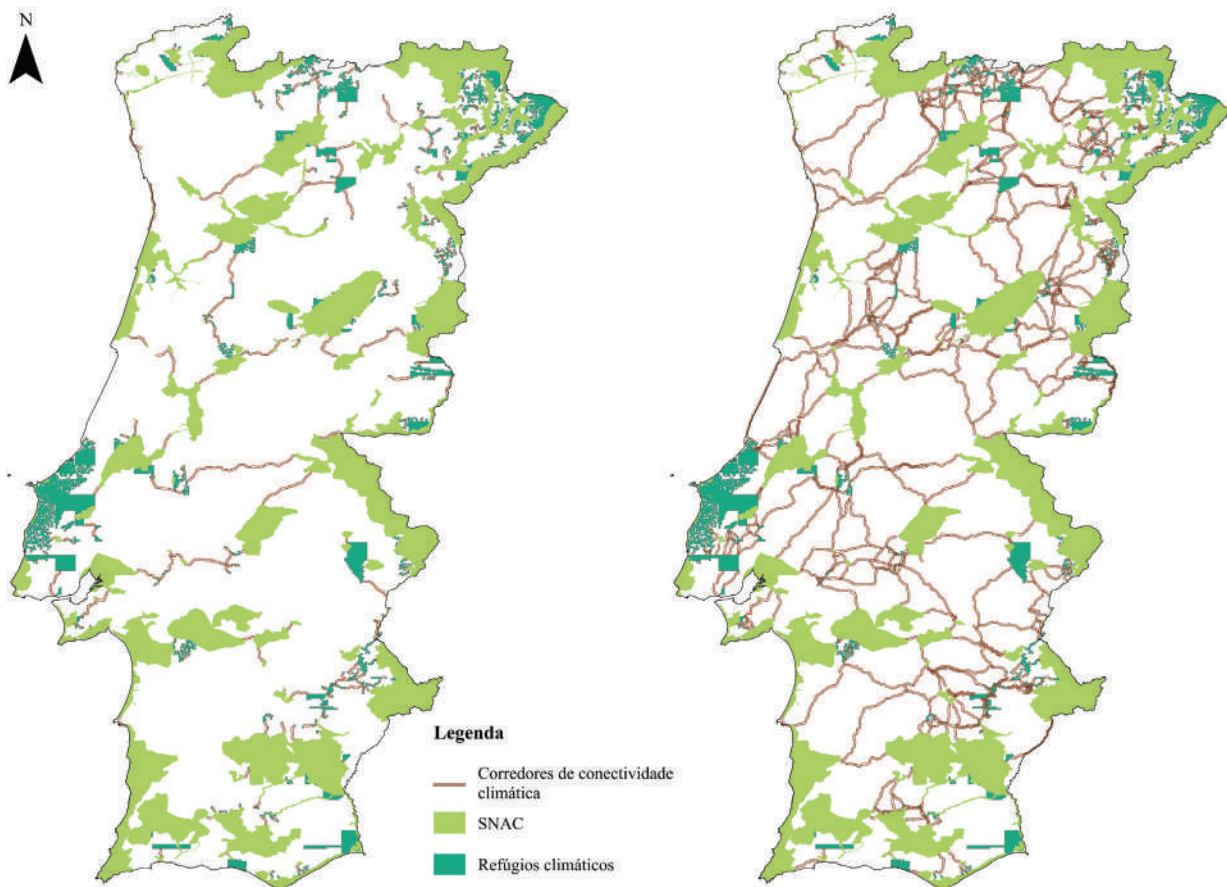 N
Legenda
Corredores de conectividade
climática
SNAC
Refúgios climáticos